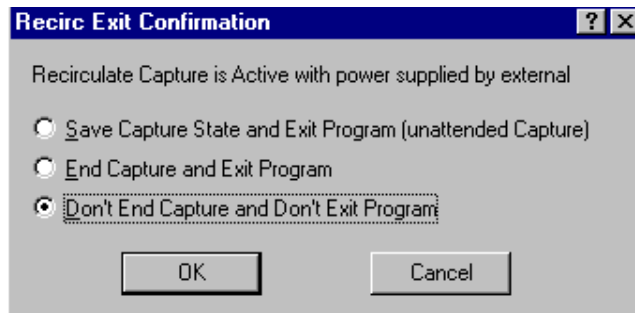 Recirc Exit Confirmation
Recirculate Capture is Active with power supplied by external
Save Capture State and Exit Program (unattended Capture)
End Capture and Exit Program
Don't End Capture and Don't Exit Program
OK
Cancel